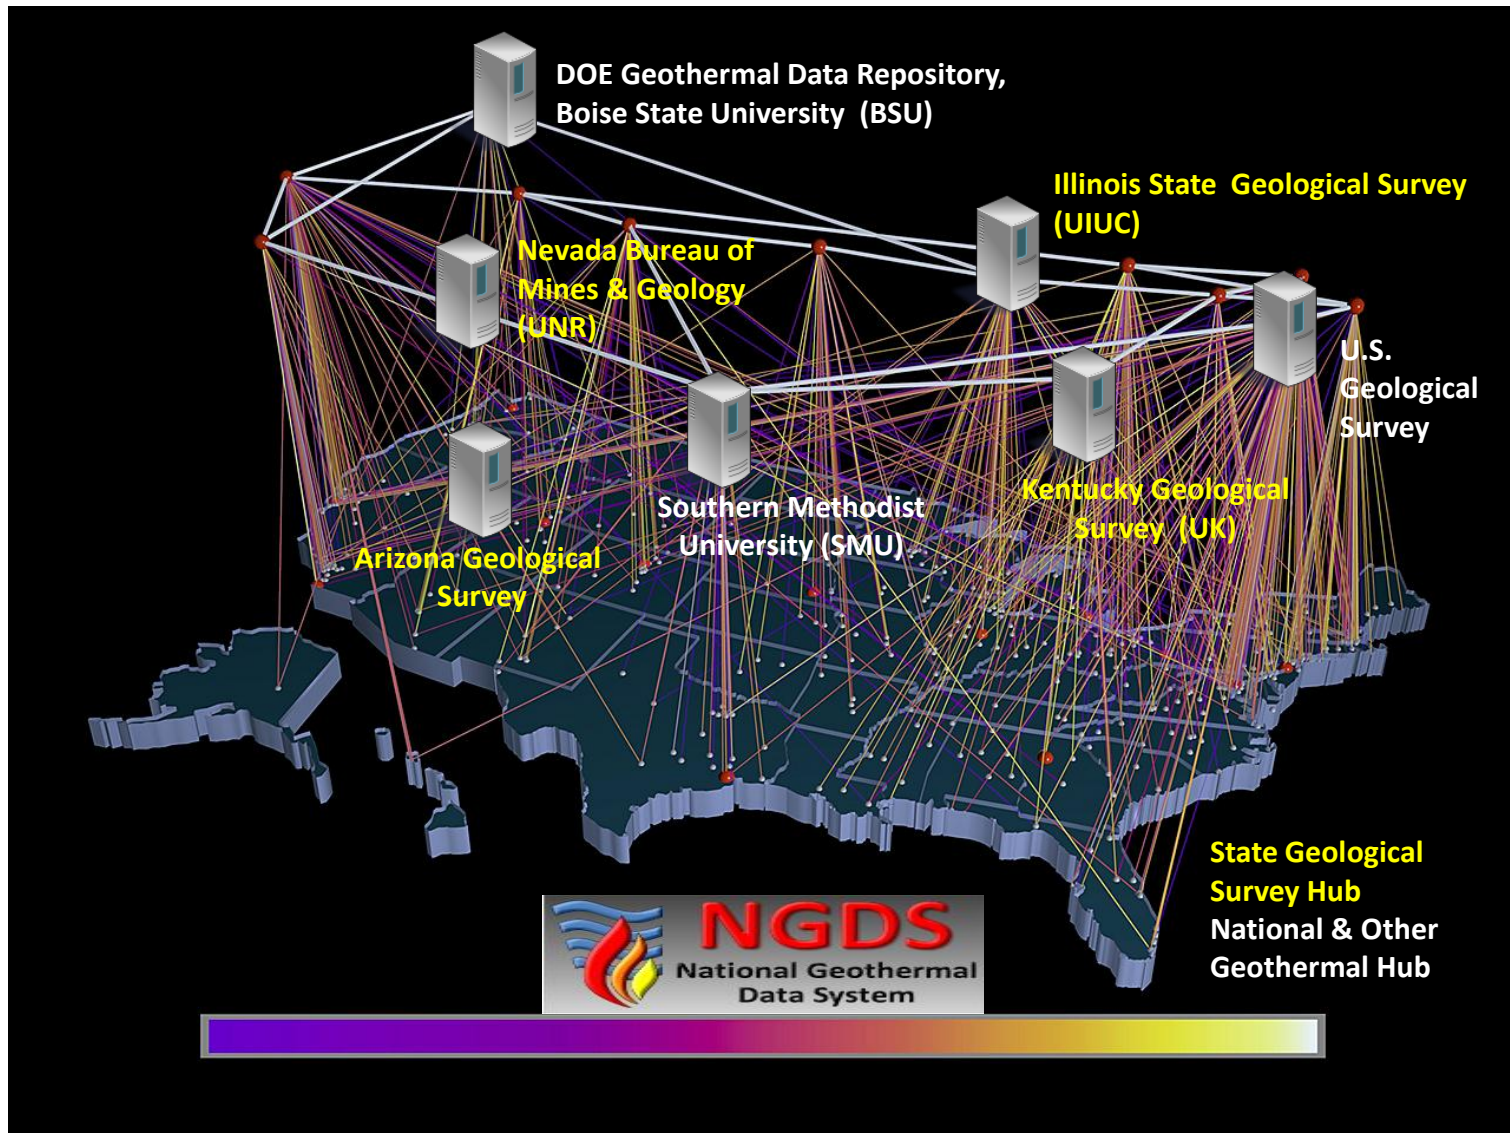 DOE Geothermal Data Repository,
Boise State University (BSU)
Illinois State Geological Survey
(UIUC)
Nevada Bureau of
Mines & Geology
(UNR)
U.S.
Geological
Survey
Southern Methodist
University (SMU)
Kentucky Geological
Survey (UK)
Arizona Geological
Survey
State Geological
Survey Hub
National & Other
Geothermal Hub
NGDS
National Geothermal
Data System